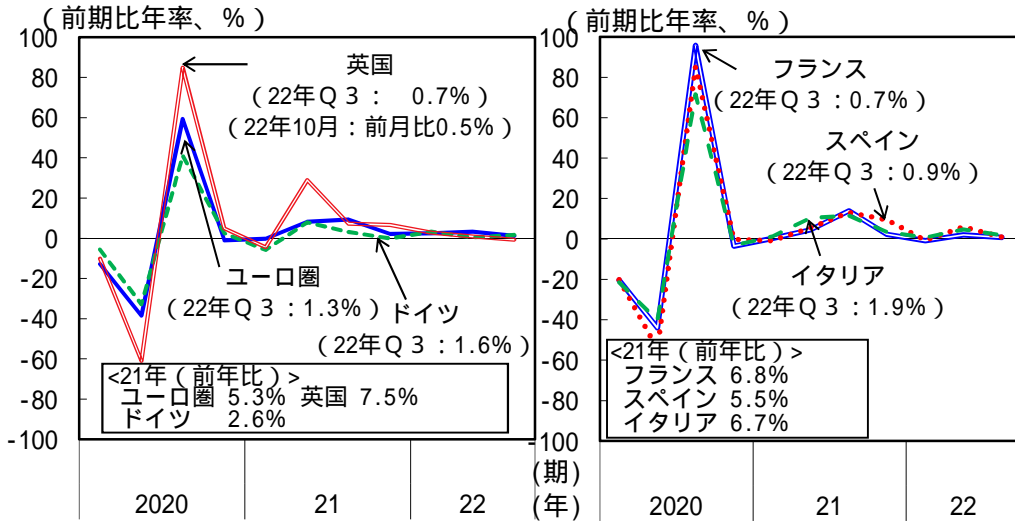 (前期比年率、%)
100
80
60
40
20
0
-20
-40
-60
-80
-100
英国
(22年Q3: 0.7%)
(22年10月:前月比0.5%)
ユーロ圏
(22年Q3:1.3%)
ドイツ
(22年Q3:1.6%)
<21年(前年比)>
ユーロ圏 5.3% 英国 7.5%
ドイツ 2.6%
2020 21 22
(前期比年率、%)
100
80
60
40
20
0
-20
-40
-60
-80
-100
フランス
(22年Q3:0.7%)
スペイン
(22年Q3:0.9%)
イタリア
(22年Q3:1.9%)
<21年(前年比)>
フランス 6.8%
スペイン 5.5%
イタリア 6.7%
(期)
(年)
2020 21 22